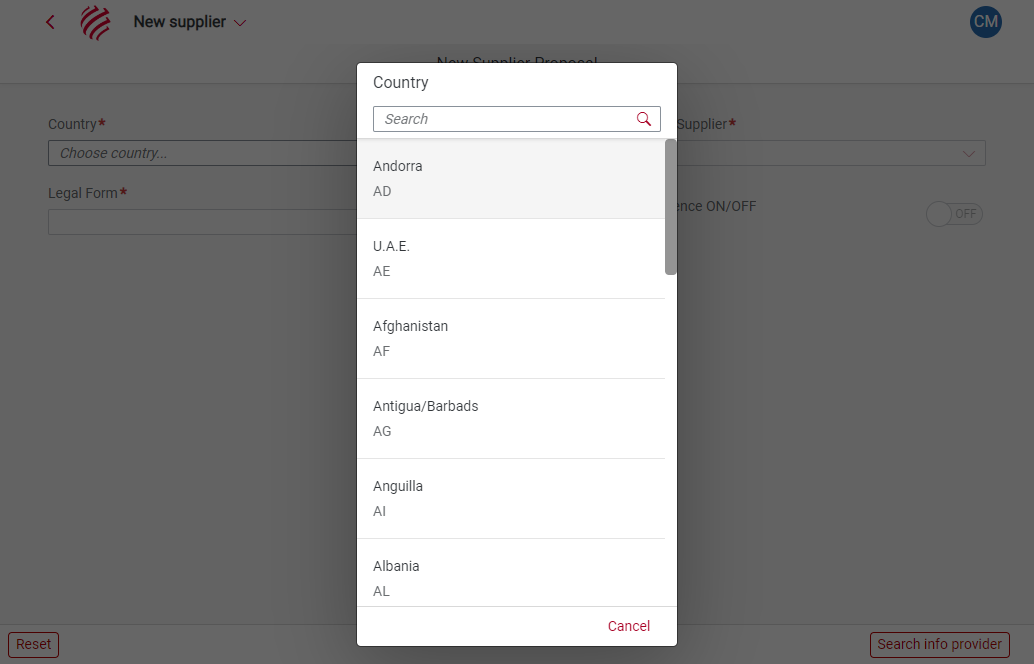 New supplier
CM
New Supplier Proposal
Country
Search
Country*
Supplier*
Choose country...
Andorra
AD
Legal Form*
ence ON/OFF
OFF
U.A.E.
AE
Afghanistan
AF
Antigua/Barbads
AG
Anguilla
AI
Albania
AL
Cancel
Reset
Search info provider